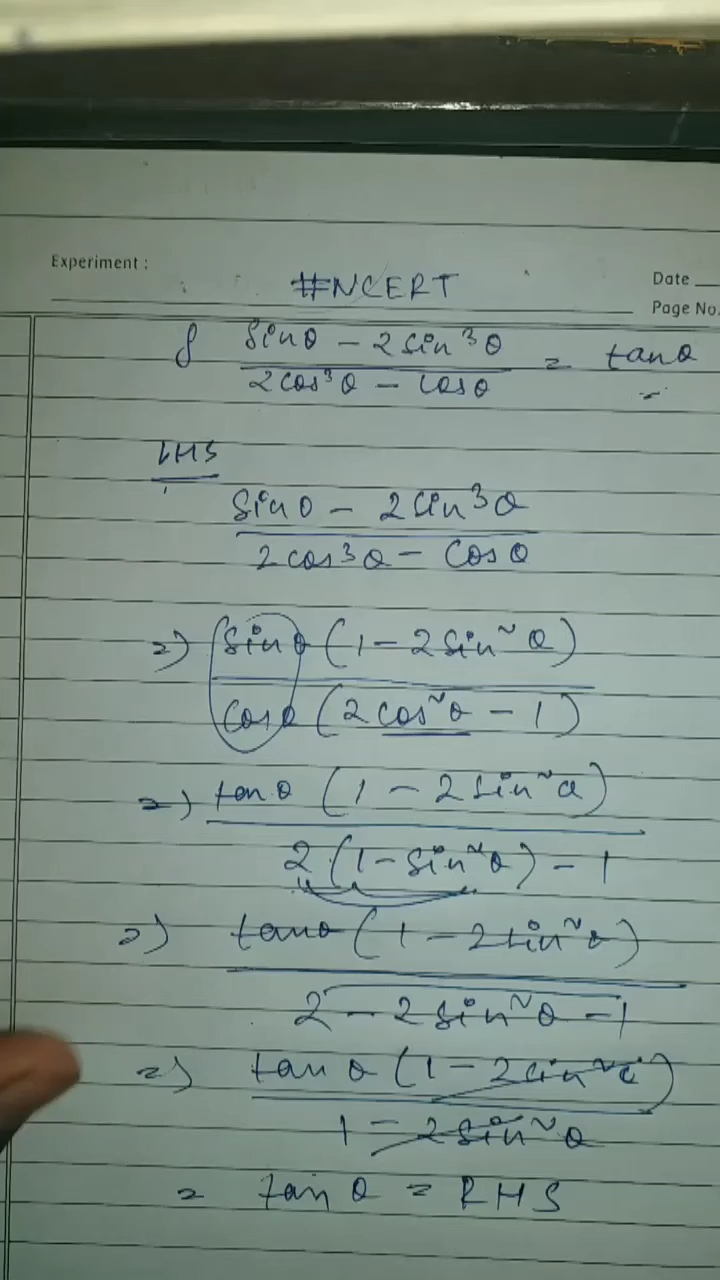 Experiment :
#NCERT
Date
Page No.
8 (sinθ - 2sin³θ)/(2cos³θ - cosθ) = tanθ
LHS
(sinθ - 2sin³θ)/(2cos³θ - cosθ)
=) sinθ(1 - 2sin²θ)/cosθ(2cos²θ - 1)
=) tanθ(1 - 2sin²θ)/2(1 - sin²θ) - 1
=) tanθ(1 - 2sin²θ)/2 - 2sin²θ - 1
=) tanθ(1 - 2sin²θ)/1 - 2sin²θ
= tanθ = RHS